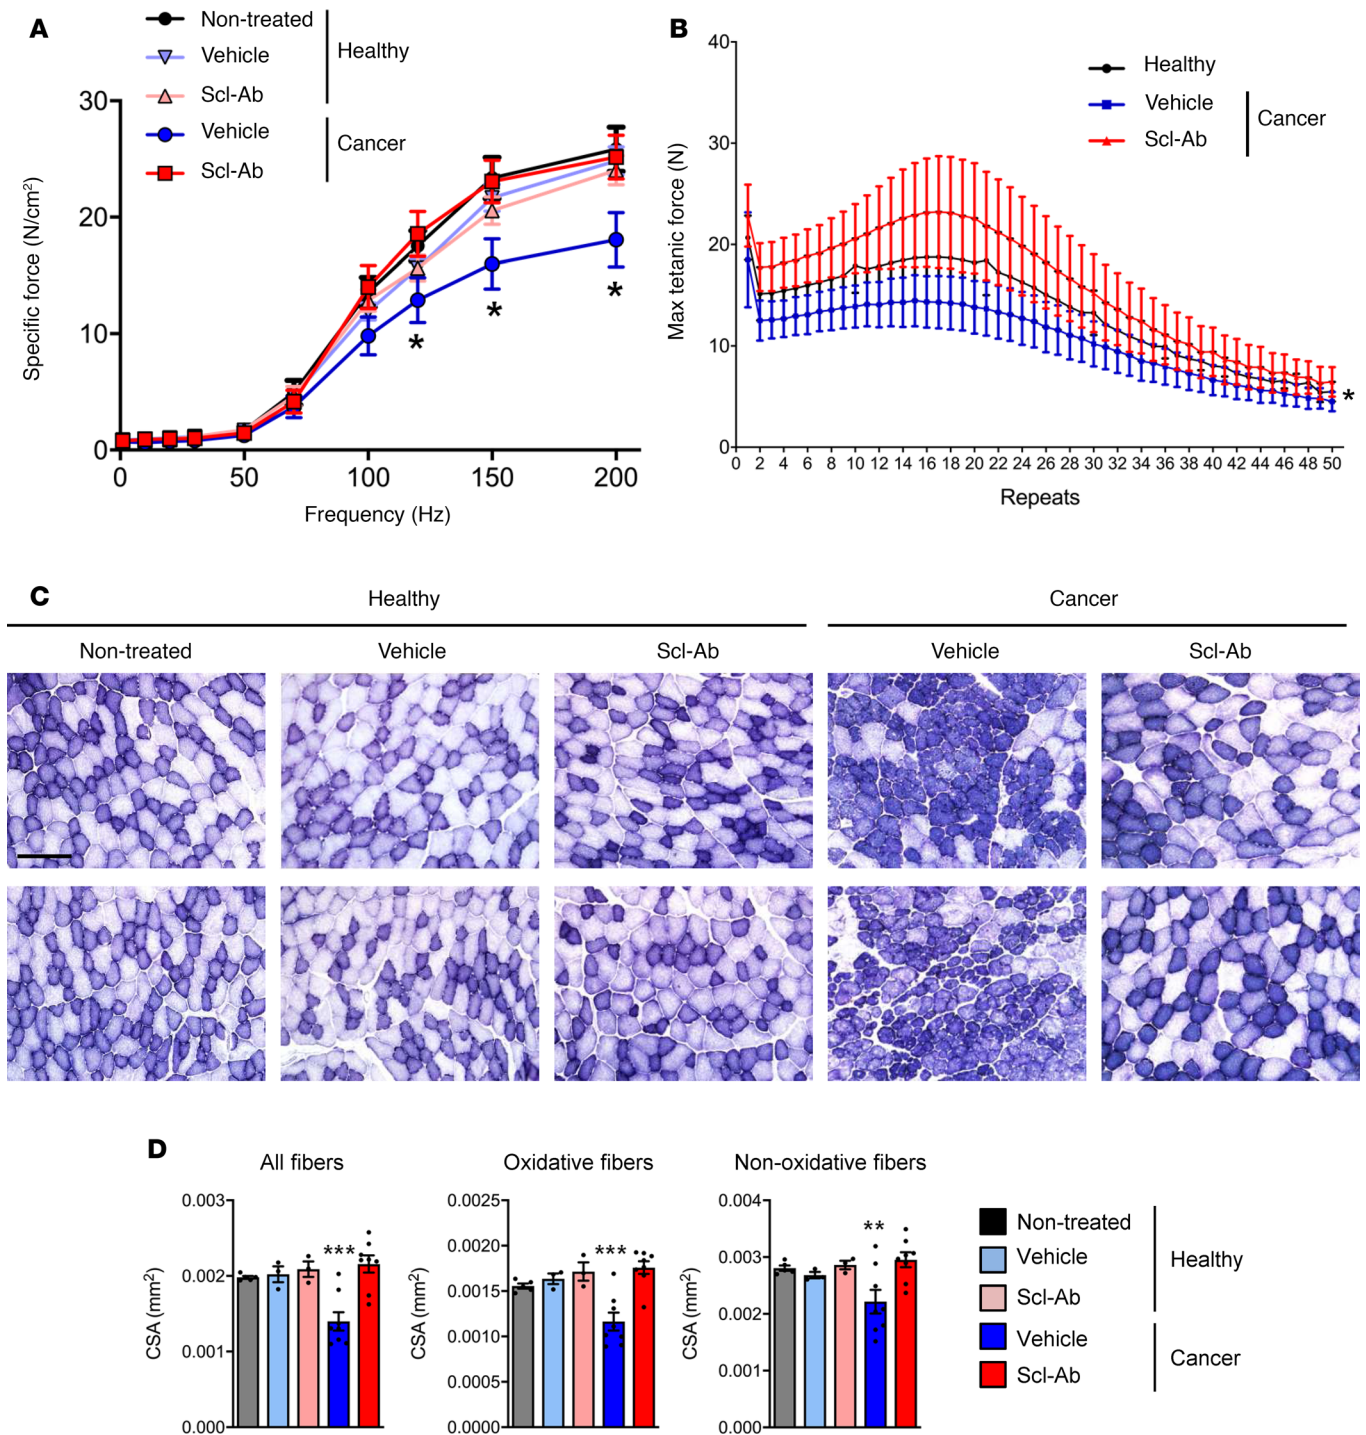 A
Non-treated
Vehicle
Scl-Ab
Healthy
Vehicle
Scl-Ab
Cancer
30
20
10
0
Specific force (N/cm²)
0 50 100 150 200
Frequency (Hz)
*
*
*
B
Healthy
Vehicle
Scl-Ab
Cancer
40
30
20
10
0
Max tetanic force (N)
0 2 4 6 8 10 12 14 16 18 20 22 24 26 28 30 32 34 36 38 40 42 44 46 48 50
Repeats
*
C
Healthy
Cancer
Non-treated
Vehicle
Scl-Ab
Vehicle
Scl-Ab
D
All fibers
0.003
0.002
0.001
0.000
CSA (mm²)
***
Oxidative fibers
0.0025
0.0020
0.0015
0.0010
0.0005
0.0000
CSA (mm²)
***
Non-oxidative fibers
0.004
0.003
0.002
0.001
0.000
CSA (mm²)
**
Non-treated
Vehicle
Scl-Ab
Healthy
Vehicle
Scl-Ab
Cancer